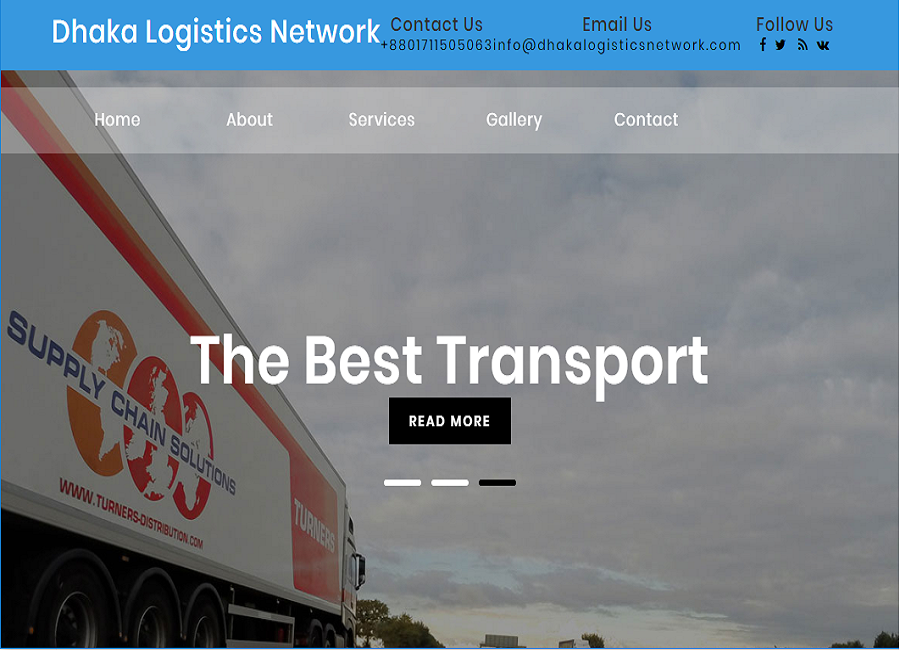 Dhaka Logistics Network
Contact Us
+8801711505063
Email Us
info@dhakalogisticsnetwork.com
Follow Us
Home About Services Gallery Contact
The Best Transport
READ MORE
SUPPLY CHAIN SOLUTIONS
WWW.TURNERS-DISTRIBUTION.COM
TURNERS